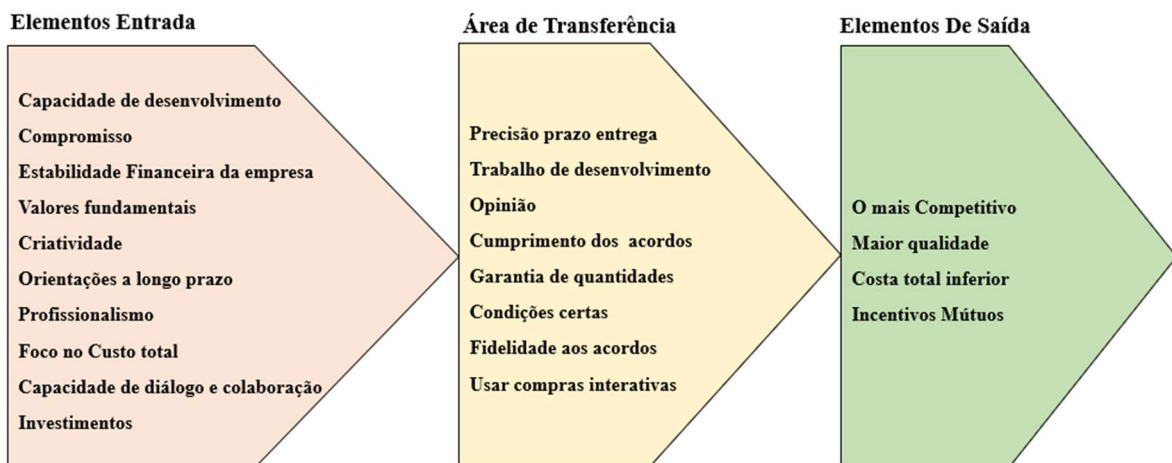 Elementos Entrada
Capacidade de desenvolvimento
Compromisso
Estabilidade Financeira da empresa
Valores fundamentais
Criatividade
Orientações a longo prazo
Profissionalismo
Foco no Custo total
Capacidade de diálogo e colaboração
Investimentos
Área de Transferência
Precisão prazo entrega
Trabalho de desenvolvimento
Opinião
Cumprimento dos acordos
Garantia de quantidades
Condições certas
Fidelidade aos acordos
Usar compras interativas
Elementos De Saída
O mais Competitivo
Maior qualidade
Costa total inferior
Incentivos Mútuos